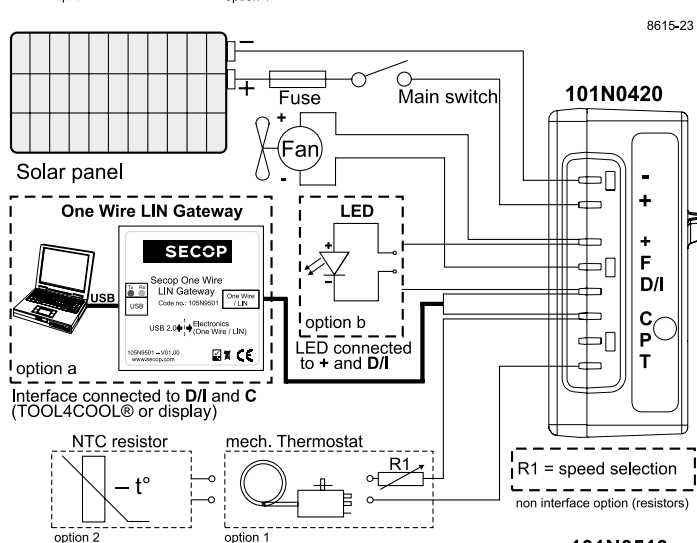 8615-23
101N0420
Fuse
Main switch
+
Fan
-
Solar panel
-
+
One Wire LIN Gateway
SECOP
Secop One Wire
LIN Gateway
Code no.: 105N9501
Tx Rx
USB
One Wire
/ LIN
USB
USB 2.0
Electronics
(One Wire / LIN)
105N9501 – V01.00
www.secop.com
CE
option a
Interface connected to D/I and C
(TOOL4COOL® or display)
LED
+
-
option b
LED connected
to + and D/I
-
+
+
F
D/I
C
P
T
NTC resistor
– t°
option 2
mech. Thermostat
R1
option 1
R1 = speed selection
non interface option (resistors)